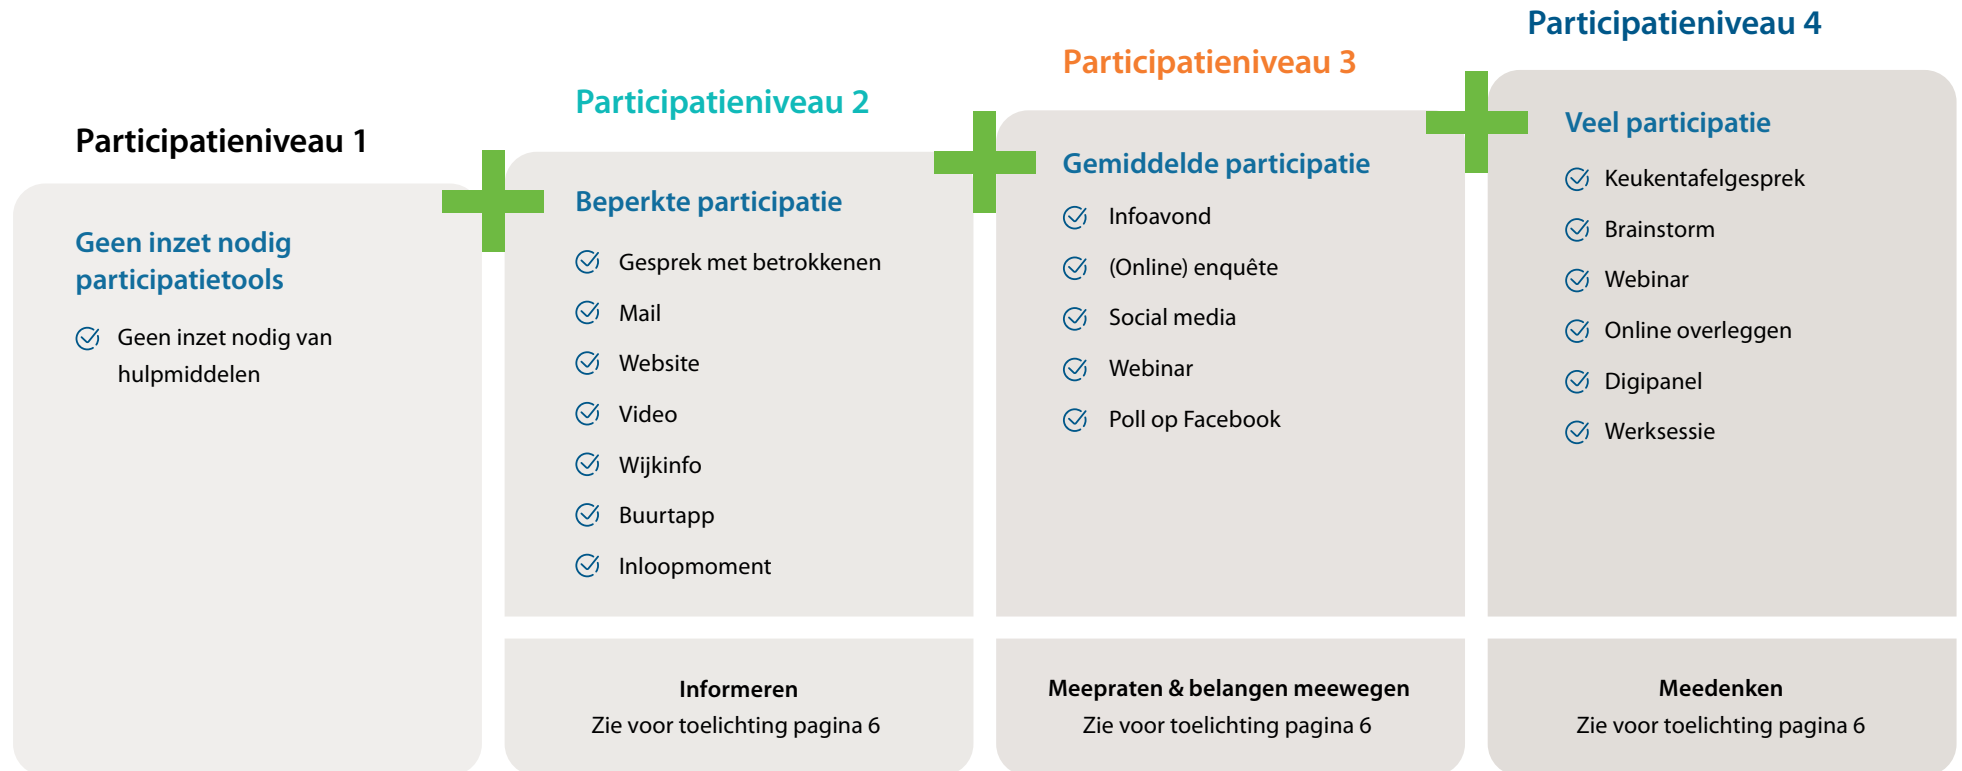 Participatieniveau 1
Geen inzet nodig
participatietools
Geen inzet nodig van
hulpmiddelen
Participatieniveau 2
Beperkte participatie
Gesprek met betrokkenen
Mail
Website
Video
Wijkinfo
Buurtapp
Inloopmoment
Informeren
Zie voor toelichting pagina 6
Participatieniveau 3
Gemiddelde participatie
Infoavond
(Online) enquête
Social media
Webinar
Poll op Facebook
Meepraten & belangen meewegen
Zie voor toelichting pagina 6
Participatieniveau 4
Veel participatie
Keukentafelgesprek
Brainstorm
Webinar
Online overleggen
Digipanel
Werksessie
Meedenken
Zie voor toelichting pagina 6